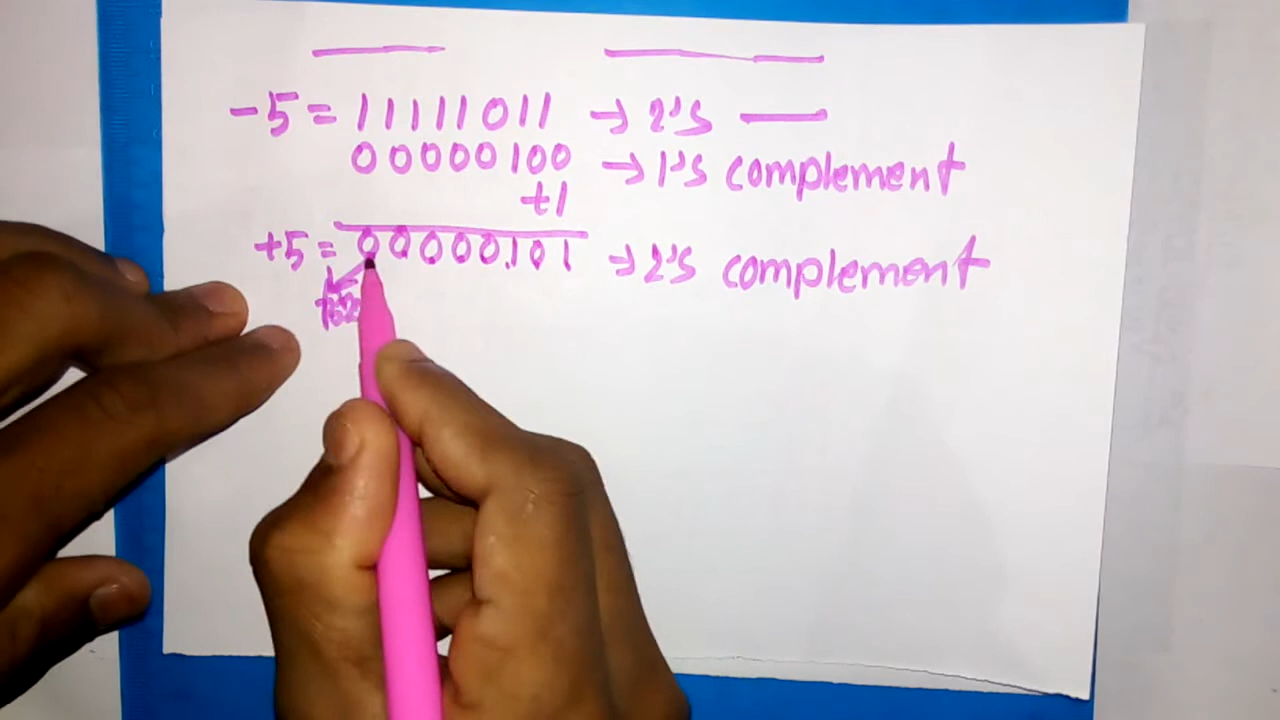 -5 = 11111011 → 2's
00000100 → 1's complement
+1
+5 = 00000101 → 2's complement